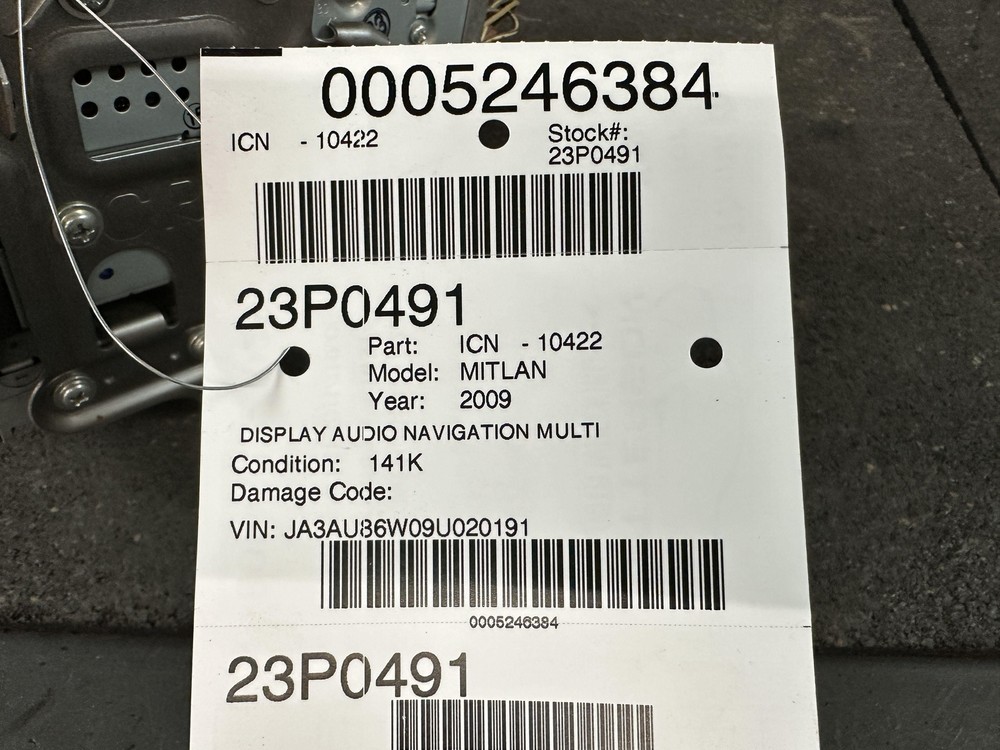 0005246384
ICN - 10422
Stock#:
23P0491
23P0491
Part: ICN - 10422
Model: MITLAN
Year: 2009
DISPLAY AUDIO NAVIGATION MULTI
Condition: 141K
Damage Code:
VIN: JA3AU86W09U020191
0005246384
23P0491